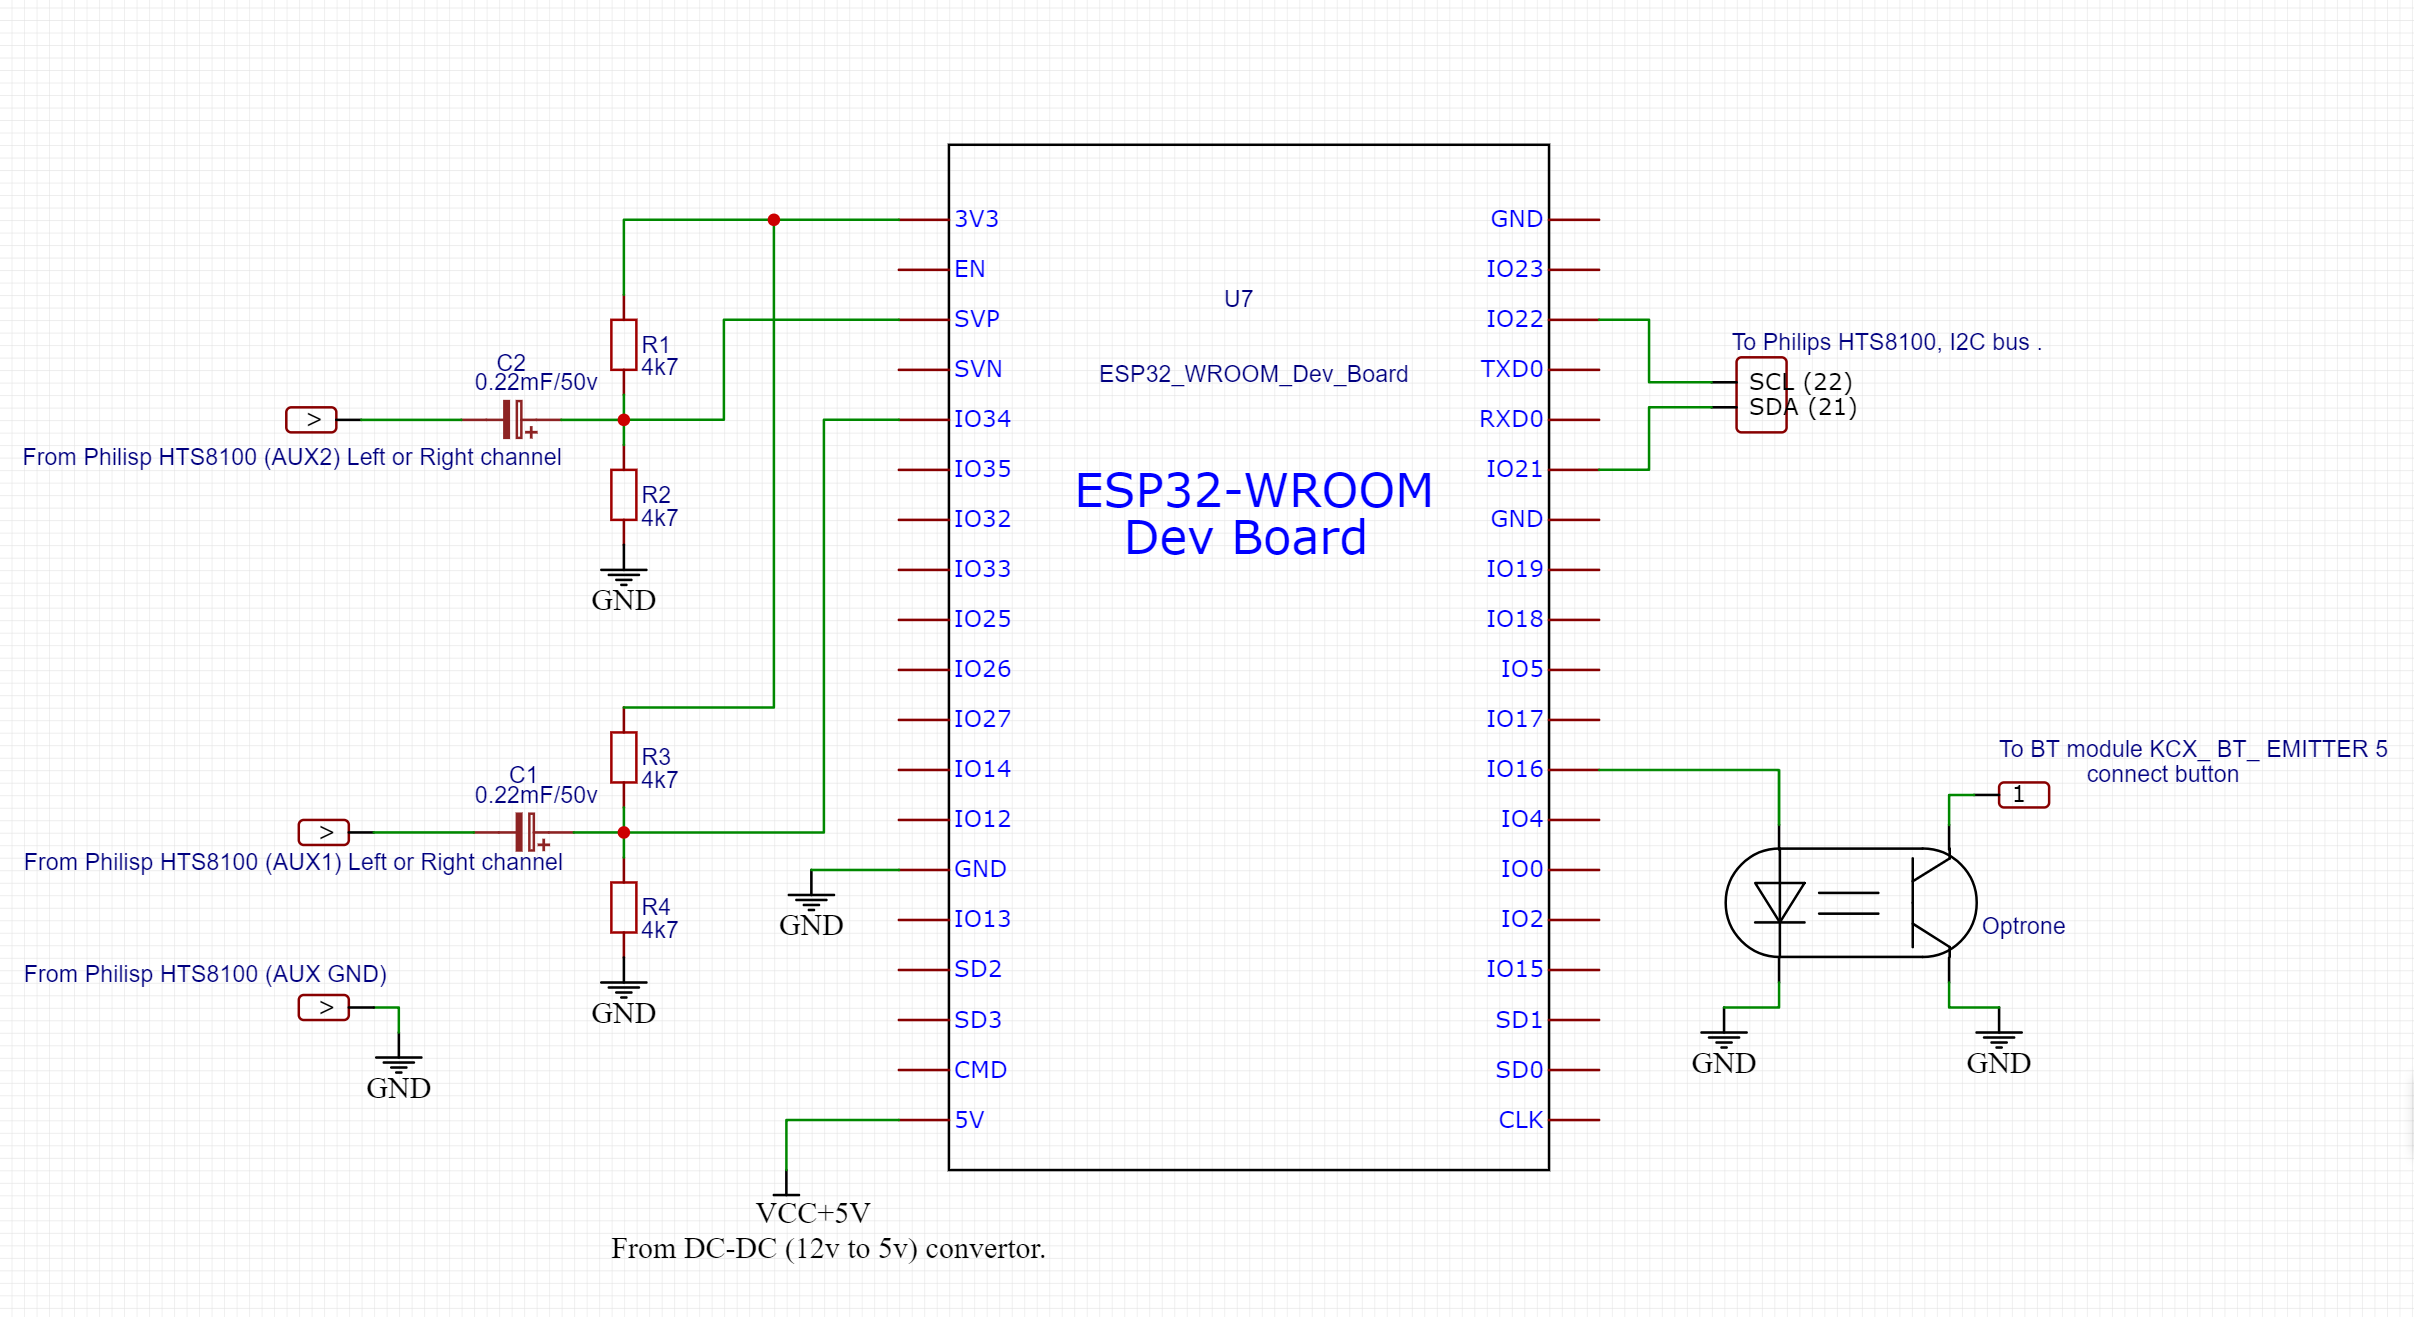 3V3
EN
SVP
SVN
IO34
IO35
IO32
IO33
IO25
IO26
IO27
IO14
IO12
GND
IO13
SD2
SD3
CMD
5V
GND
IO23
IO22
TXD0
RXD0
IO21
GND
IO19
IO18
IO5
IO17
IO16
IO4
IO0
IO2
IO15
SD1
SD0
CLK
U7
ESP32_WROOM_Dev_Board
ESP32-WROOM
Dev Board
R1
4k7
C2
0.22mF/50v
+
>
From Philisp HTS8100 (AUX2) Left or Right channel
R2
4k7
GND
R3
4k7
C1
0.22mF/50v
+
>
From Philisp HTS8100 (AUX1) Left or Right channel
R4
4k7
GND
GND
From Philisp HTS8100 (AUX GND)
>
GND
VCC+5V
From DC-DC (12v to 5v) convertor.
To Philips HTS8100, I2C bus .
SCL (22)
SDA (21)
To BT module KCX_ BT_ EMITTER 5
connect button
1
Optrone
GND
GND